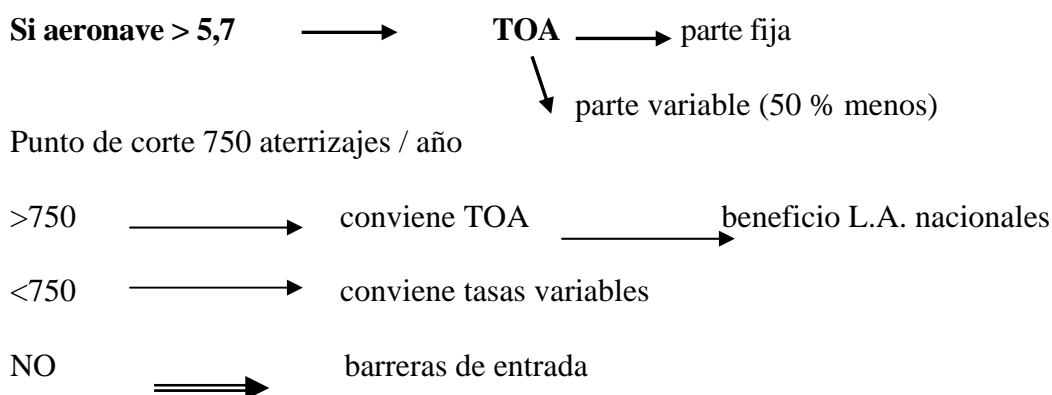 Si aeronave > 5,7 TOA parte fija
parte variable (50 % menos)
Punto de corte 750 aterrizajes / año
>750 conviene TOA beneficio L.A. nacionales
<750 conviene tasas variables
NO barreras de entrada